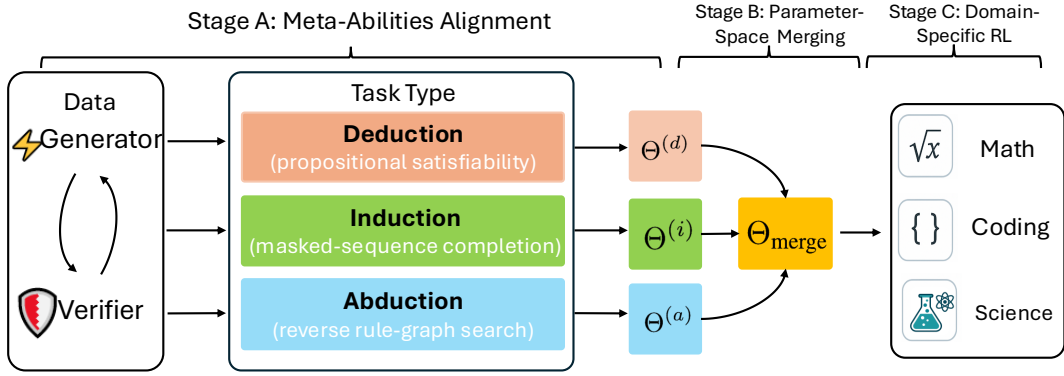 Stage A: Meta-Abilities Alignment
Stage B: Parameter-
Space Merging
Stage C: Domain-
Specific RL
Data
Generator
Verifier
Task Type
Deduction
(propositional satisfiability)
Induction
(masked-sequence completion)
Abduction
(reverse rule-graph search)
Θ^(d)
Θ^(i)
Θ^(a)
Θ_merge
√x
Math
{ }
Coding
Science